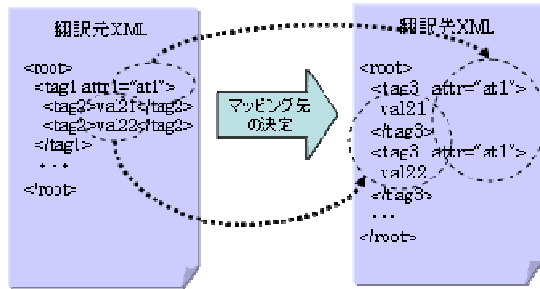 翻訳元XML
<root>
<tag1 attr1="at1">
<tag2>val21</tag2>
<tag2>val22</tag2>
</tag1>
・・・
</root>
マッピング先
の決定
翻訳先XML
<root>
<tag3 attr="at1">
val21
</tag3>
<tag3 attr="at1">
val22
</tag3>
・・・
</root>